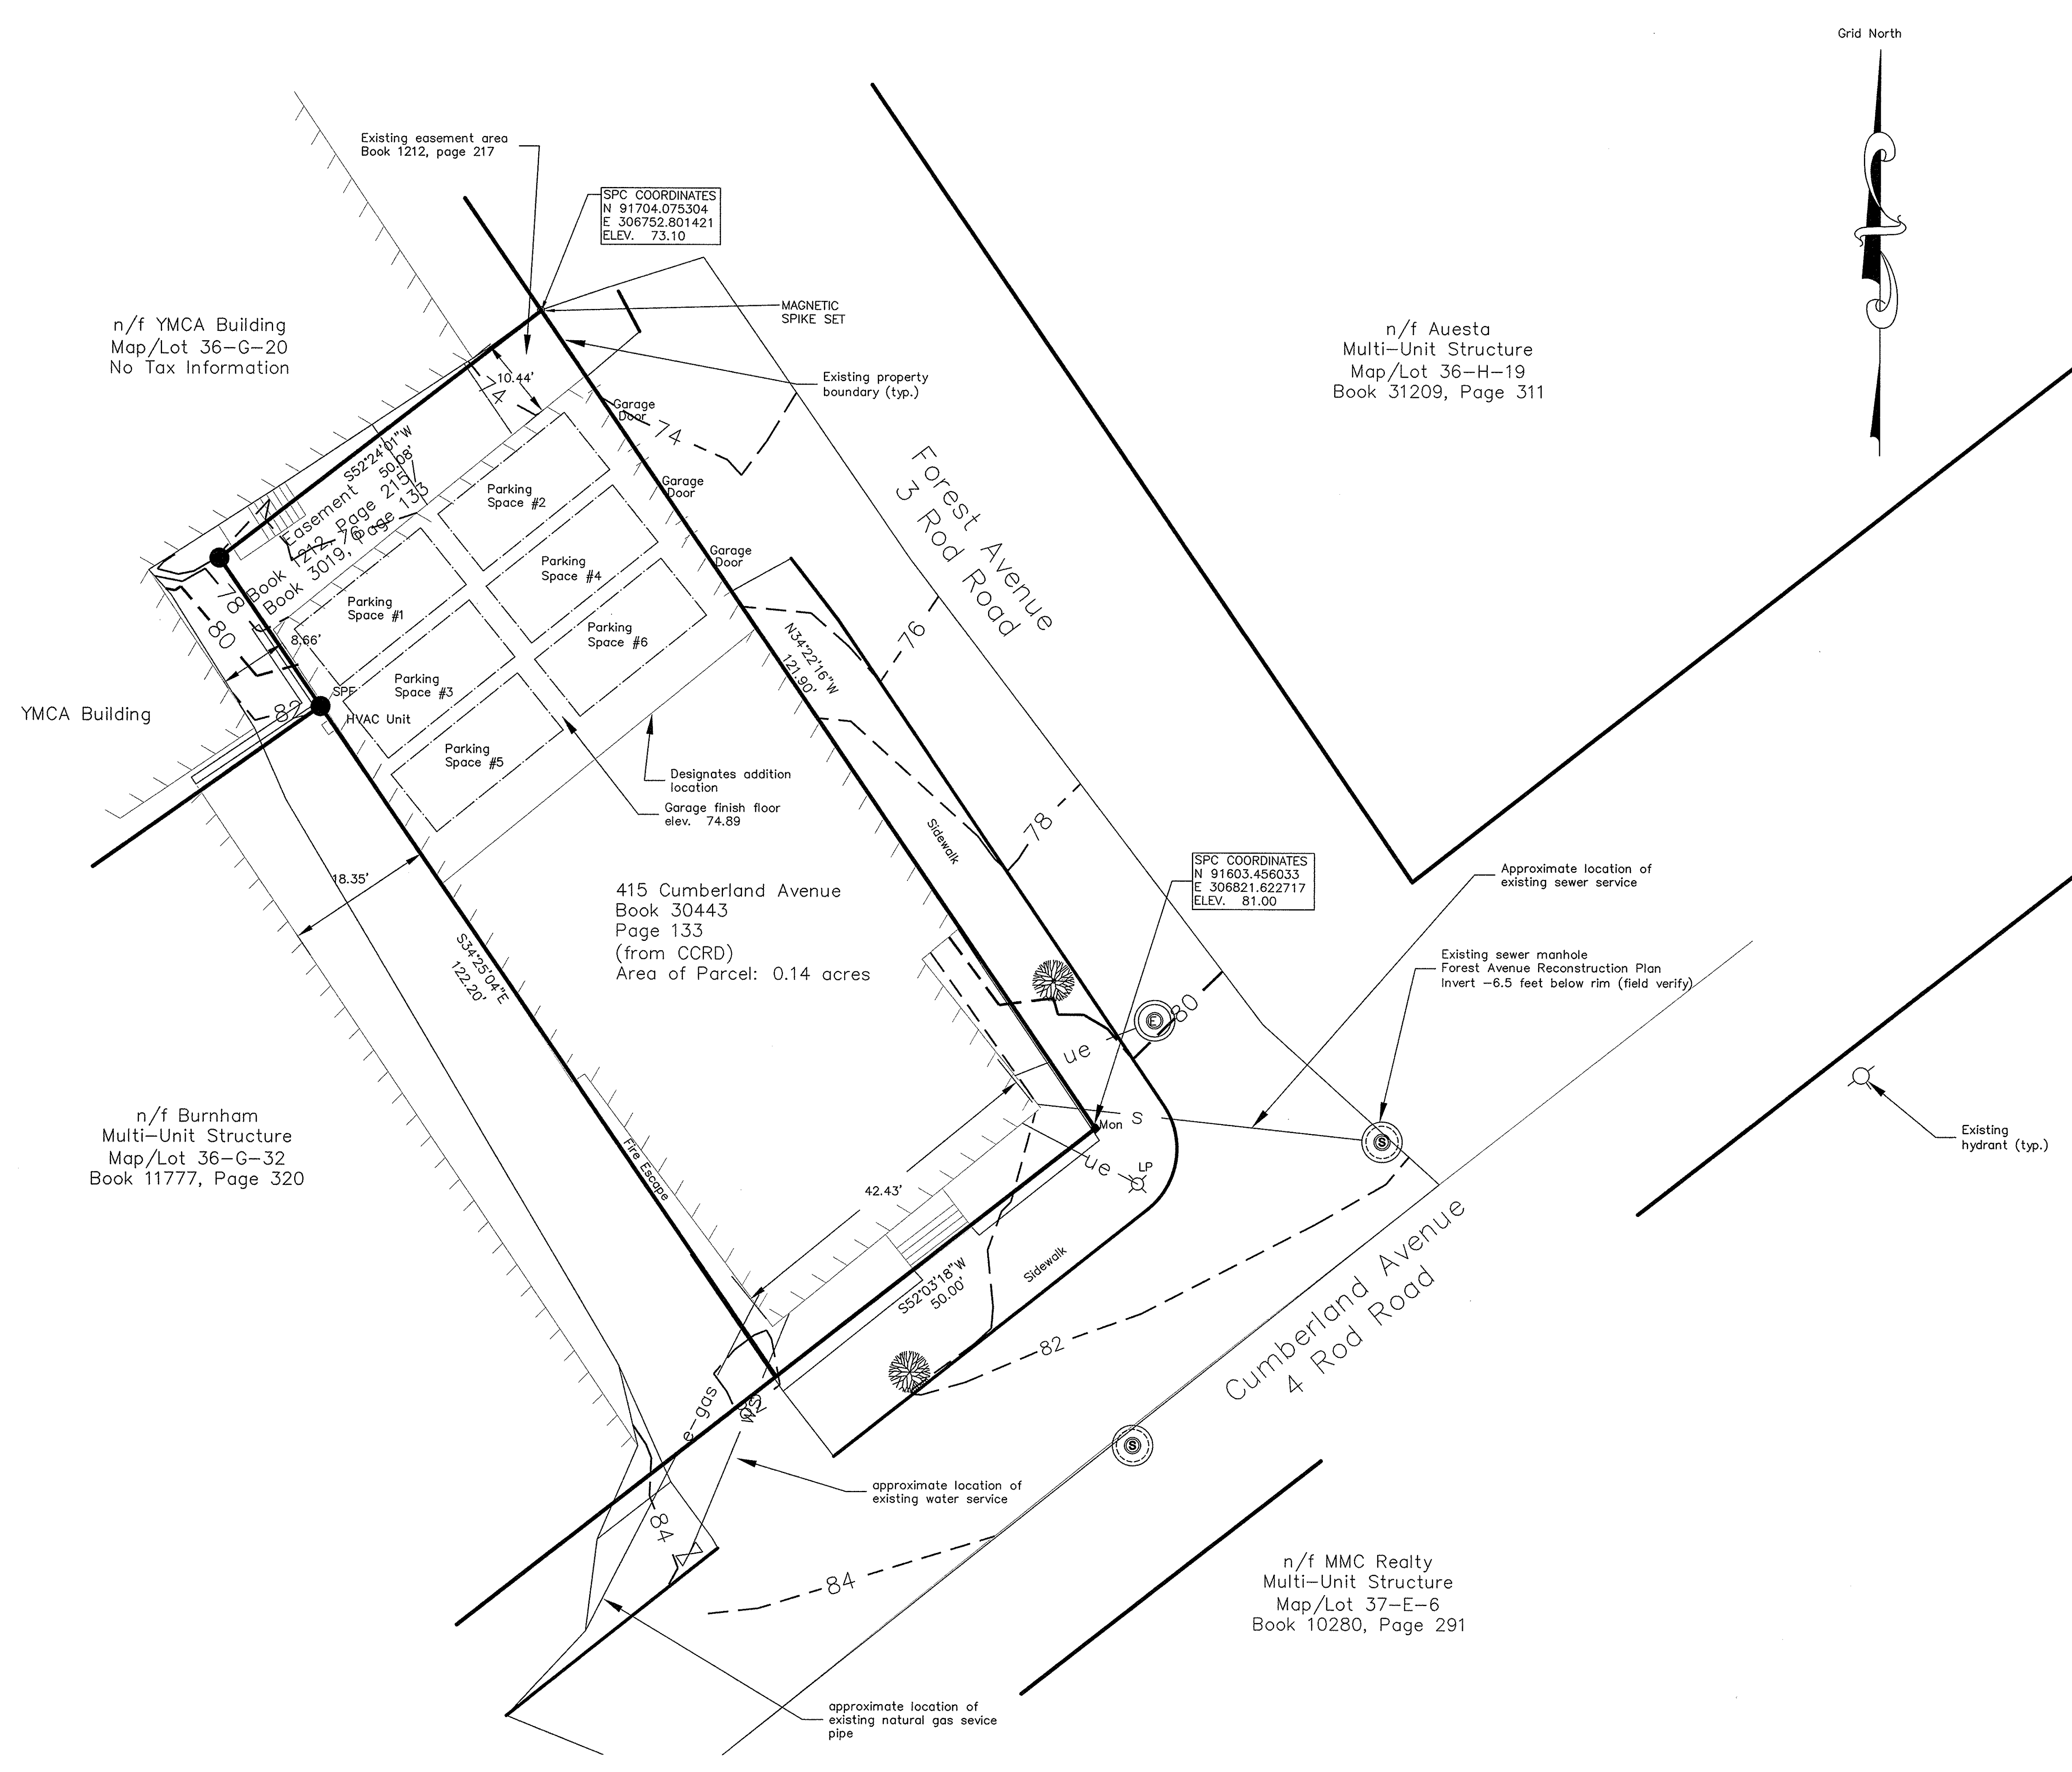 Grid North
Existing easement area
Book 1212, page 217
SPC COORDINATES
N 91704.075304
E 306752.801421
ELEV. 73.10
MAGNETIC
SPIKE SET
n/f YMCA Building
Map/Lot 36-G-20
No Tax Information
n/f Auesta
Multi-Unit Structure
Map/Lot 36-H-19
Book 31209, Page 311
Existing property
boundary (typ.)
10.44'
74
Garage
Door
74
S52°24'01"W
50.08'
Easement
Book 1212, Page 215
Book 3019, Page 133
76
Garage
Door
Parking
Space #2
Forest Avenue
3 Rod Road
Garage
Door
Parking
Space #4
Parking
Space #1
Parking
Space #6
78
80
8.66'
76
N34°22'16"W
121.90'
SPF
Parking
Space #3
82
HVAC Unit
YMCA Building
Parking
Space #5
Designates addition
location
Garage finish floor
elev. 74.89
78
Sidewalk
18.35'
SPC COORDINATES
N 91603.456033
E 306821.622717
ELEV. 81.00
Approximate location of
existing sewer service
415 Cumberland Avenue
Book 30443
Page 133
(from CCRD)
Area of Parcel: 0.14 acres
S34°25'04"E
122.20'
Existing sewer manhole
Forest Avenue Reconstruction Plan
Invert -6.5 feet below rim (field verify)
E
80
ue
S
Mon
S
Existing
hydrant (typ.)
n/f Burnham
Multi-Unit Structure
Map/Lot 36-G-32
Book 11777, Page 320
Fire Escape
ue
LP
42.43'
S52°03'18"W
50.00'
Sidewalk
Cumberland Avenue
4 Rod Road
82
e-gas
S
approximate location of
existing water service
84
84
n/f MMC Realty
Multi-Unit Structure
Map/Lot 37-E-6
Book 10280, Page 291
approximate location of
existing natural gas sevice
pipe